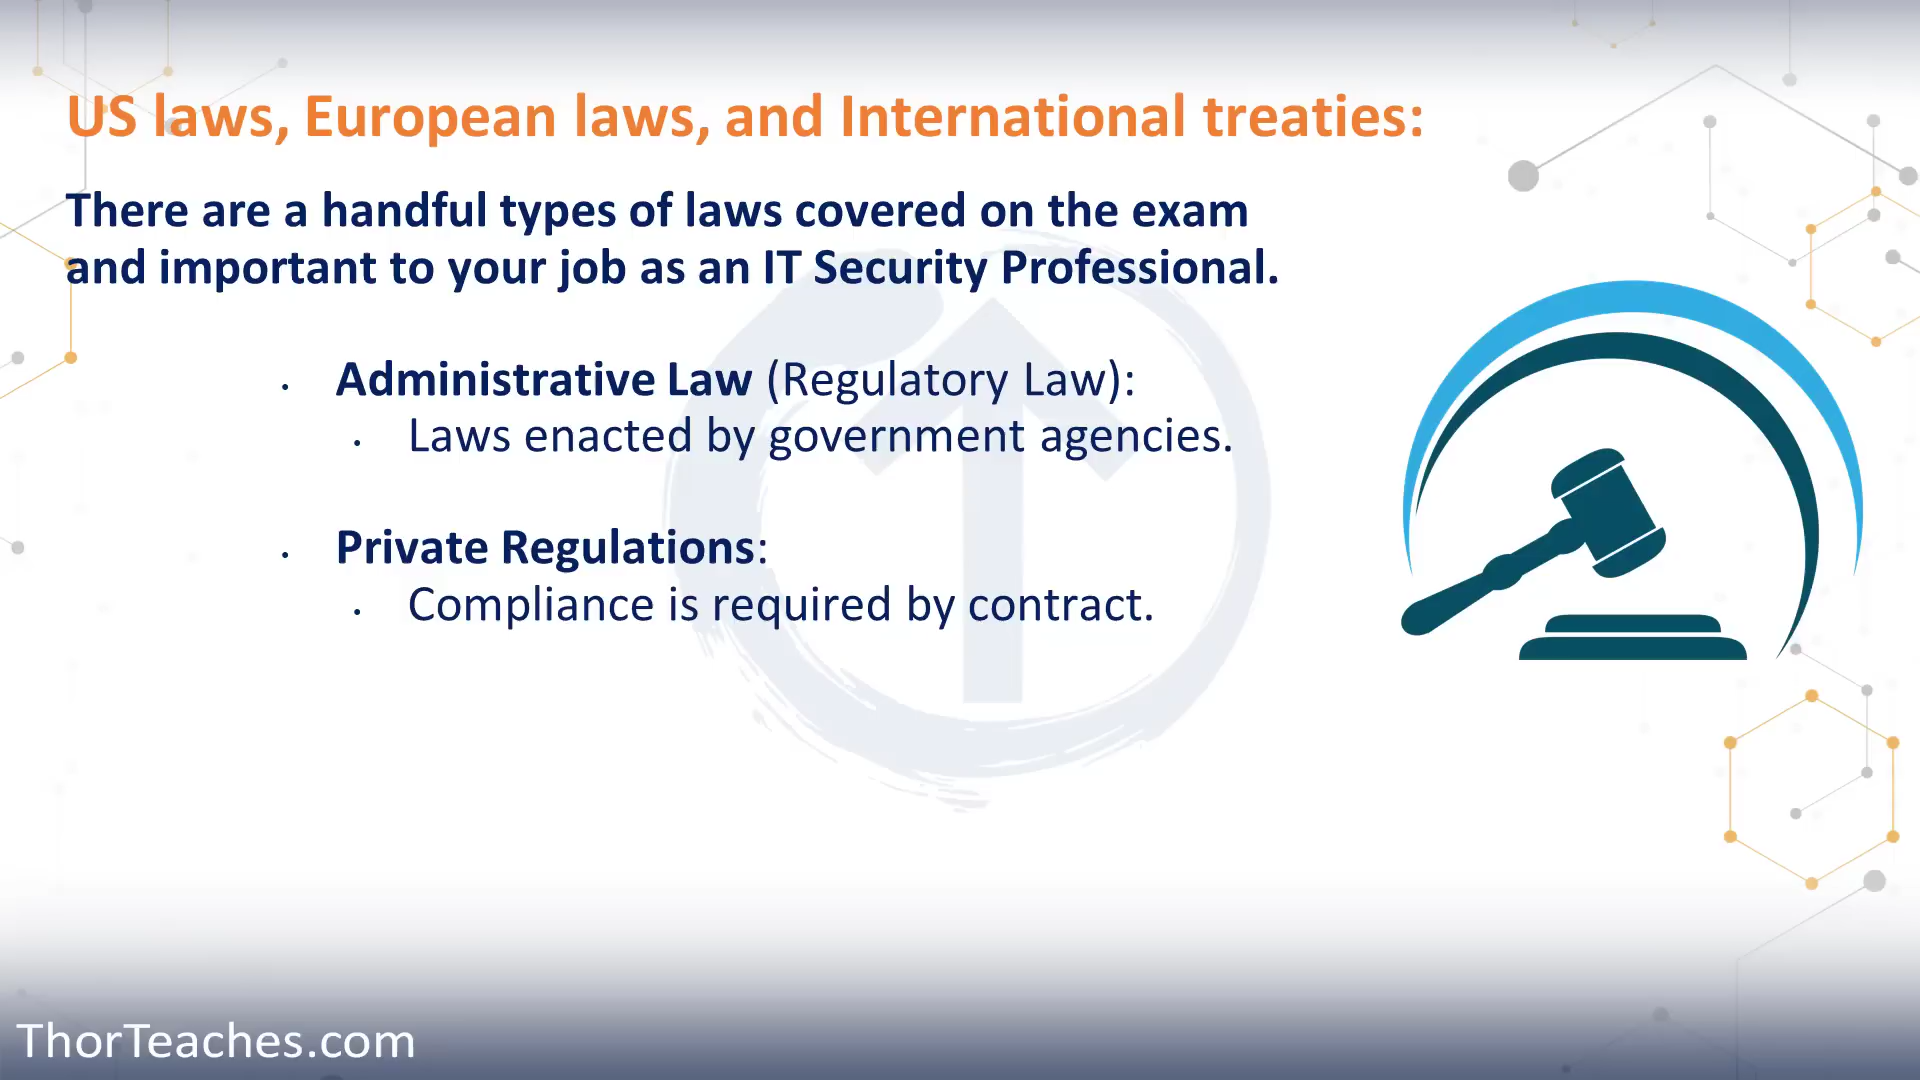 US laws, European laws, and International treaties:
There are a handful types of laws covered on the exam
and important to your job as an IT Security Professional.
• Administrative Law (Regulatory Law):
• Laws enacted by government agencies.
• Private Regulations:
• Compliance is required by contract.
ThorTeaches.com